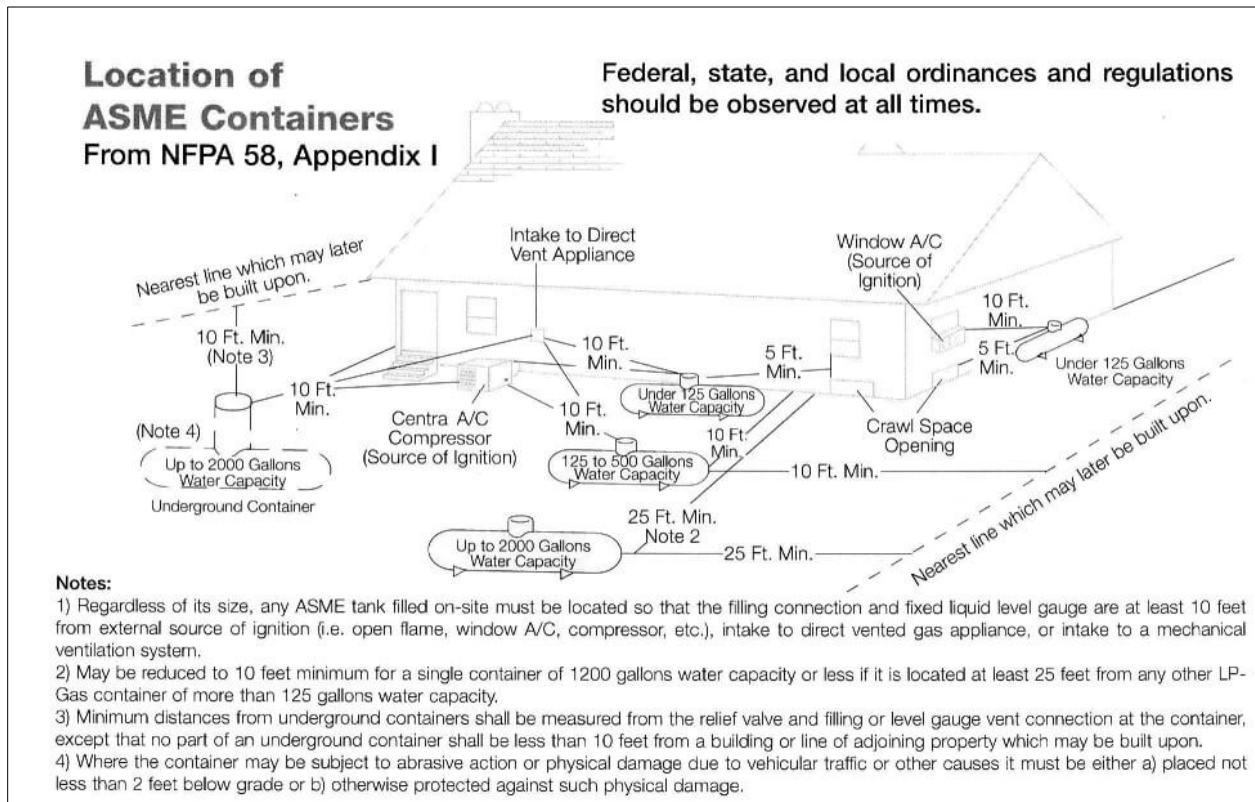 Location of
ASME Containers
From NFPA 58, Appendix I
Federal, state, and local ordinances and regulations
should be observed at all times.
Nearest line which may later
be built upon.
Intake to Direct
Vent Appliance
Window A/C
(Source of
Ignition)
10 Ft. Min.
(Note 3)
10 Ft.
Min.
10 Ft.
Min.
5 Ft.
Min.
10 Ft.
Min.
5 Ft.
Min.
Under 125 Gallons
Water Capacity
Under 125 Gallons
Water Capacity
Centra A/C
Compressor
(Source of Ignition)
10 Ft.
Min.
10 Ft.
Min.
Crawl Space
Opening
(Note 4)
Up to 2000 Gallons
Water Capacity
Underground Container
125 to 500 Gallons
Water Capacity
10 Ft. Min.
25 Ft. Min.
Note 2
Up to 2000 Gallons
Water Capacity
25 Ft. Min.
Nearest line which may later be built upon.
Notes:
1) Regardless of its size, any ASME tank filled on-site must be located so that the filling connection and fixed liquid level gauge are at least 10 feet
from external source of ignition (i.e. open flame, window A/C, compressor, etc.), intake to direct vented gas appliance, or intake to a mechanical
ventilation system.
2) May be reduced to 10 feet minimum for a single container of 1200 gallons water capacity or less if it is located at least 25 feet from any other LP-
Gas container of more than 125 gallons water capacity.
3) Minimum distances from underground containers shall be measured from the relief valve and filling or level gauge vent connection at the container,
except that no part of an underground container shall be less than 10 feet from a building or line of adjoining property which may be built upon.
4) Where the container may be subject to abrasive action or physical damage due to vehicular traffic or other causes it must be either a) placed not
less than 2 feet below grade or b) otherwise protected against such physical damage.